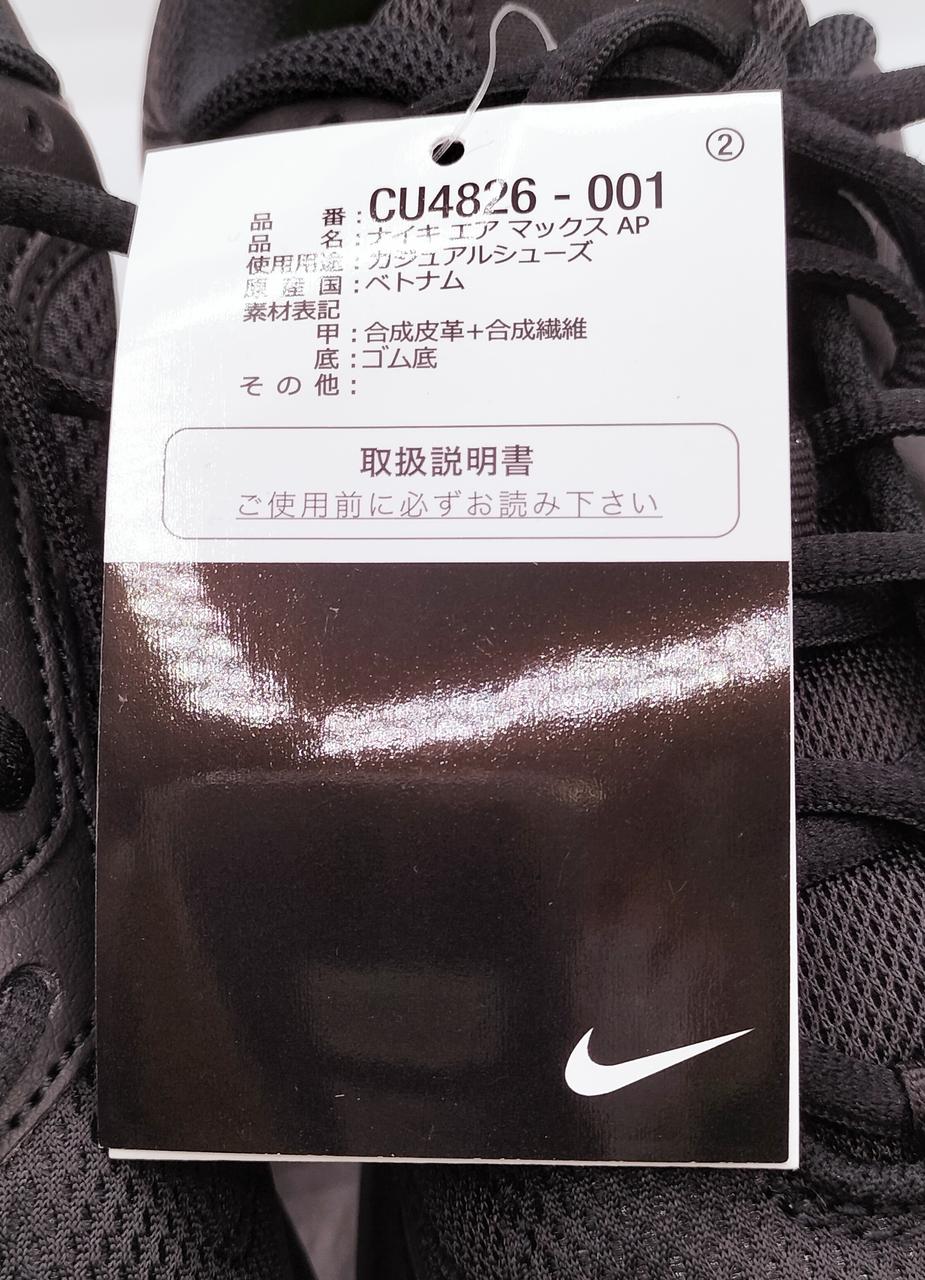 ②
品 番：CU4826 - 001
品 名：ナイキ エア マックス AP
使用用途：カジュアルシューズ
原 産 国：ベトナム
素材表記
甲：合成皮革＋合成繊維
底：ゴム底
そ の 他：
取扱説明書
ご使用前に必ずお読み下さい